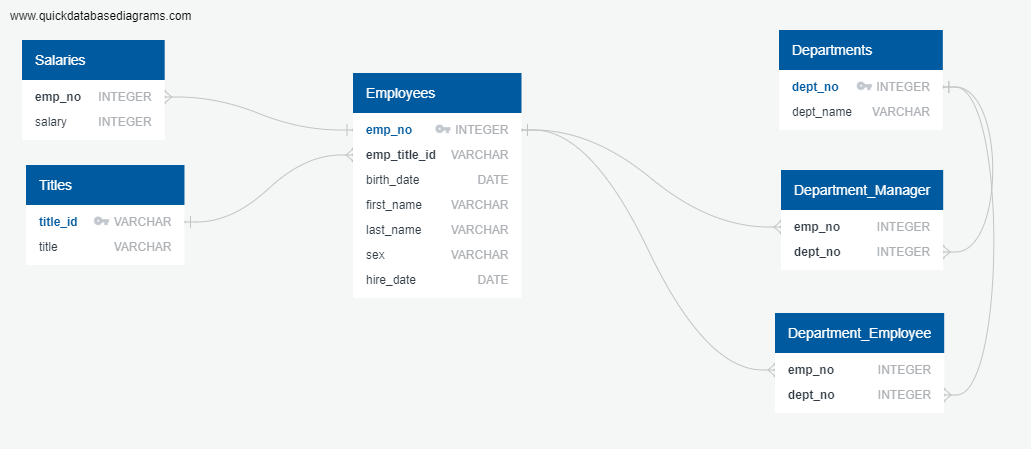 www.quickdatabasediagrams.com
Salaries
emp_no INTEGER
salary INTEGER
Titles
title_id VARCHAR
title VARCHAR
Employees
emp_no INTEGER
emp_title_id VARCHAR
birth_date DATE
first_name VARCHAR
last_name VARCHAR
sex VARCHAR
hire_date DATE
Departments
dept_no INTEGER
dept_name VARCHAR
Department_Manager
emp_no INTEGER
dept_no INTEGER
Department_Employee
emp_no INTEGER
dept_no INTEGER